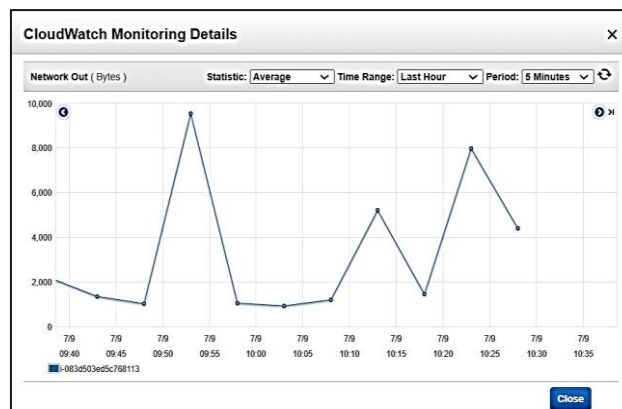 CloudWatch Monitoring Details
Network Out ( Bytes ) Statistic: Average Time Range: Last Hour Period: 5 Minutes
10,000
8,000
6,000
4,000
2,000
0
7/9 7/9 7/9 7/9 7/9 7/9 7/9 7/9 7/9 7/9 7/9 7/9
09:40 09:45 09:50 09:55 10:00 10:05 10:10 10:15 10:20 10:25 10:30 10:35
i-083d503ed5c768113
Close